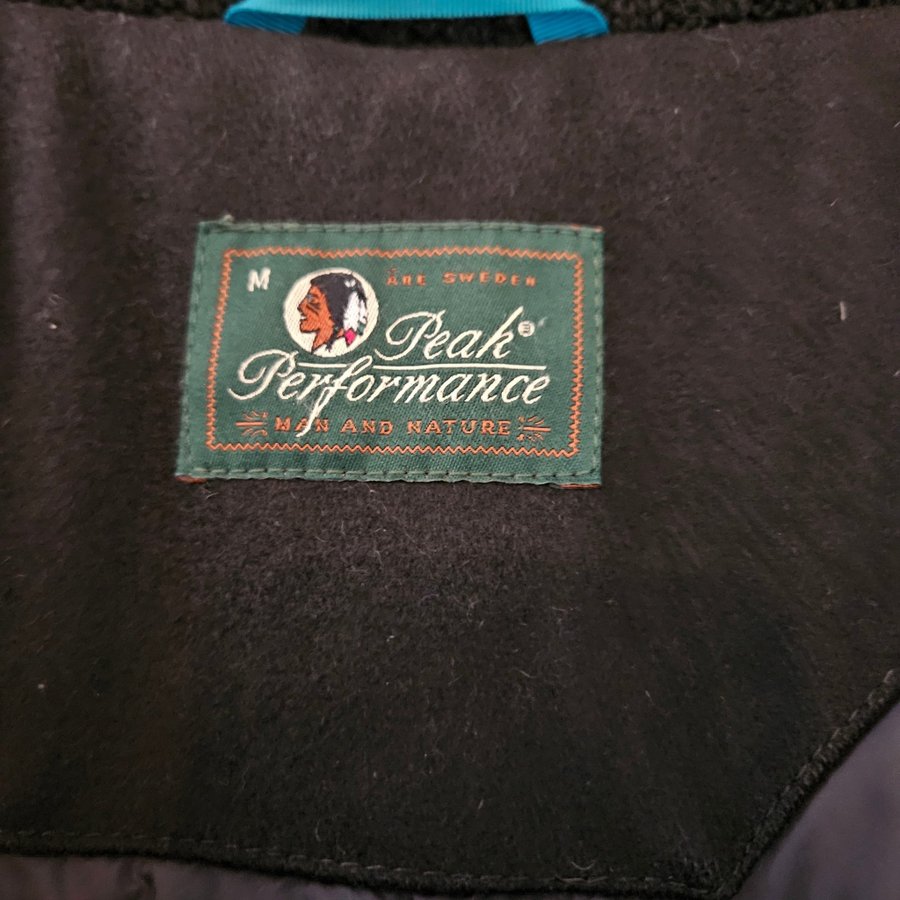 M
ÅRE SWEDEN
Peak®
Performance
MAN AND NATURE